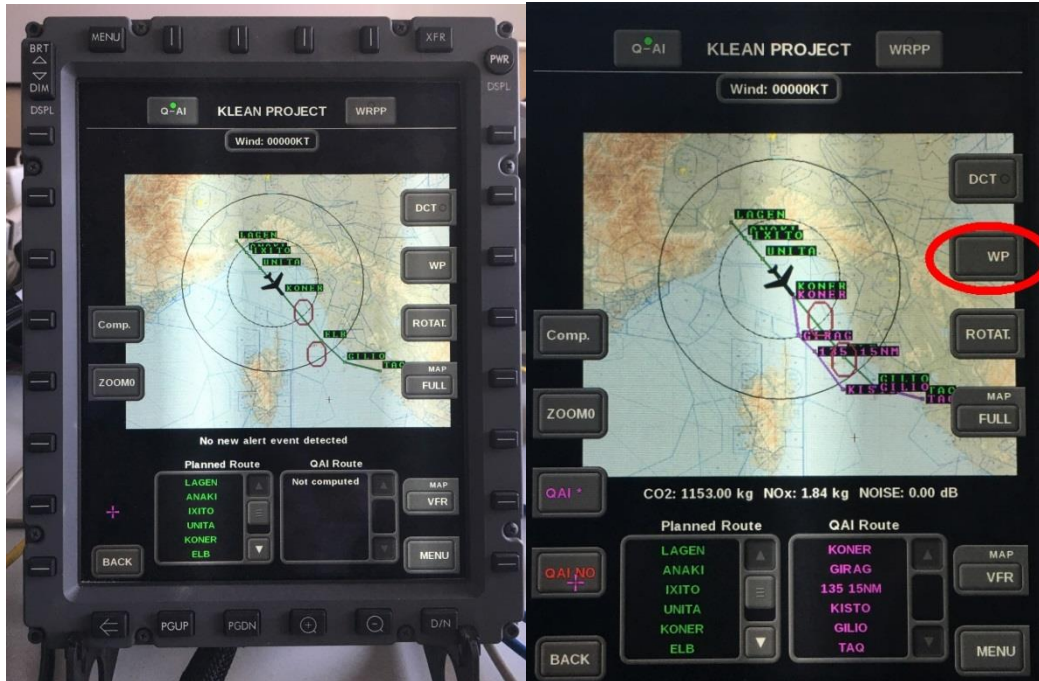 MENU
XFR
BRT
DIM
DSPL
PWR
DSPL
Q-AI
KLEAN PROJECT
WRPP
Wind: 00000KT
DCT
WP
ROTAT.
MAP
FULL
Comp.
ZOOM0
LAGEN
IXITO
UNITA
KONER
ELB
GILIO
TAQ
No new alert event detected
Planned Route
QAI Route
LAGEN
ANAKI
IXITO
UNITA
KONER
ELB
Not computed
MAP
VFR
BACK
MENU
PGUP
PGDN
D/N
Q-AI
KLEAN PROJECT
WRPP
Wind: 00000KT
DCT
WP
ROTAT.
MAP
FULL
Comp.
ZOOM0
LAGEN
IXITO
UNITA
KONER
KONER
135 15NM
GILIO
GILIO
TAQ
QAI *
CO2: 1153.00 kg NOx: 1.84 kg NOISE: 0.00 dB
Planned Route
QAI Route
LAGEN
ANAKI
IXITO
UNITA
KONER
ELB
KONER
GIRAG
135 15NM
KISTO
GILIO
TAQ
QAI NO
MAP
VFR
BACK
MENU